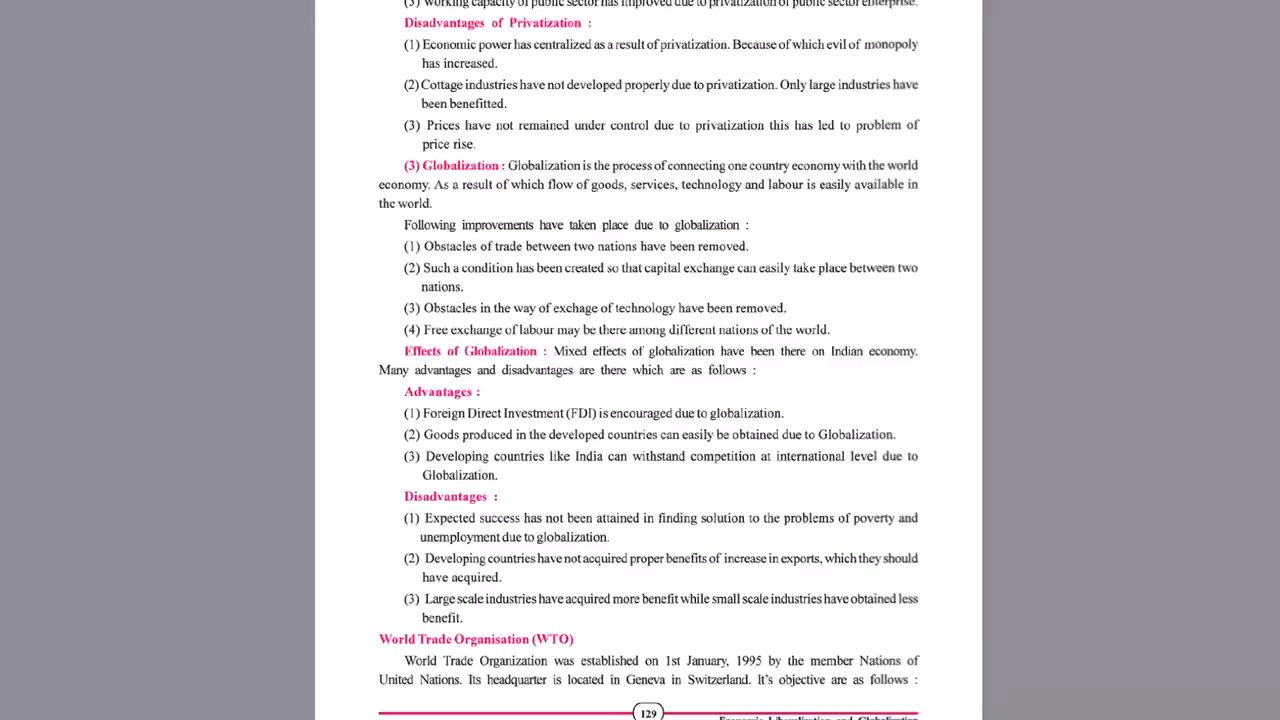 (3) Working capacity of public sector has improved due to privatization of public sector enterprise.
Disadvantages of Privatization :
(1) Economic power has centralized as a result of privatization. Because of which evil of monopoly
has increased.
(2) Cottage industries have not developed properly due to privatization. Only large industries have
been benefitted.
(3) Prices have not remained under control due to privatization this has led to problem of
price rise.
(3) Globalization : Globalization is the process of connecting one country economy with the world
economy. As a result of which flow of goods, services, technology and labour is easily available in
the world.
Following improvements have taken place due to globalization :
(1) Obstacles of trade between two nations have been removed.
(2) Such a condition has been created so that capital exchange can easily take place between two
nations.
(3) Obstacles in the way of exchage of technology have been removed.
(4) Free exchange of labour may be there among different nations of the world.
Effects of Globalization : Mixed effects of globalization have been there on Indian economy.
Many advantages and disadvantages are there which are as follows :
Advantages :
(1) Foreign Direct Investment (FDI) is encouraged due to globalization.
(2) Goods produced in the developed countries can easily be obtained due to Globalization.
(3) Developing countries like India can withstand competition at international level due to
Globalization.
Disadvantages :
(1) Expected success has not been attained in finding solution to the problems of poverty and
unemployment due to globalization.
(2) Developing countries have not acquired proper benefits of increase in exports, which they should
have acquired.
(3) Large scale industries have acquired more benefit while small scale industries have obtained less
benefit.
World Trade Organisation (WTO)
World Trade Organization was established on 1st January, 1995 by the member Nations of
United Nations. Its headquarter is located in Geneva in Switzerland. It's objective are as follows :
129
Economic Liberalization and Globalization